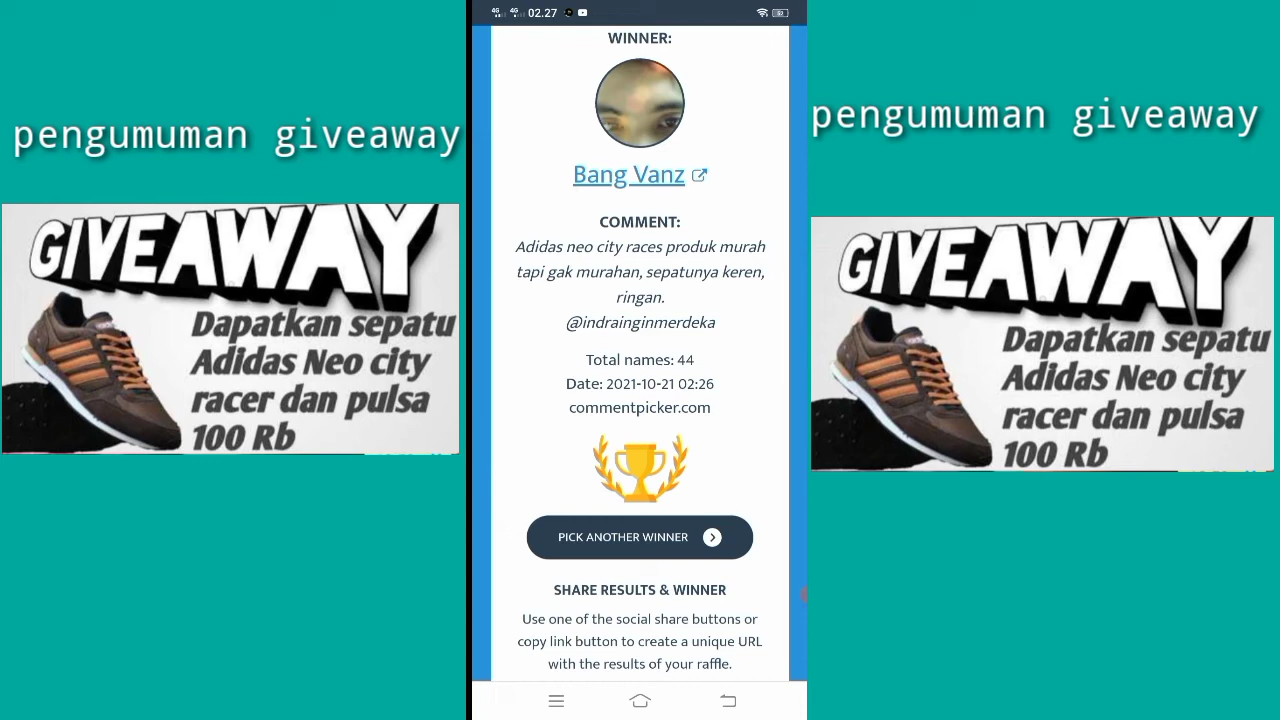 pengumuman giveaway
GIVEAWAY
Dapatkan sepatu
Adidas Neo city
racer dan pulsa
100 Rb
4G 4G 02.27
WINNER:
Bang Vanz
COMMENT:
Adidas neo city races produk murah
tapi gak murahan, sepatunya keren,
ringan.
@indrainginmerdeka
Total names: 44
Date: 2021-10-21 02:26
commentpicker.com
PICK ANOTHER WINNER
SHARE RESULTS & WINNER
Use one of the social share buttons or
copy link button to create a unique URL
with the results of your raffle.
pengumuman giveaway
GIVEAWAY
Dapatkan sepatu
Adidas Neo city
racer dan pulsa
100 Rb